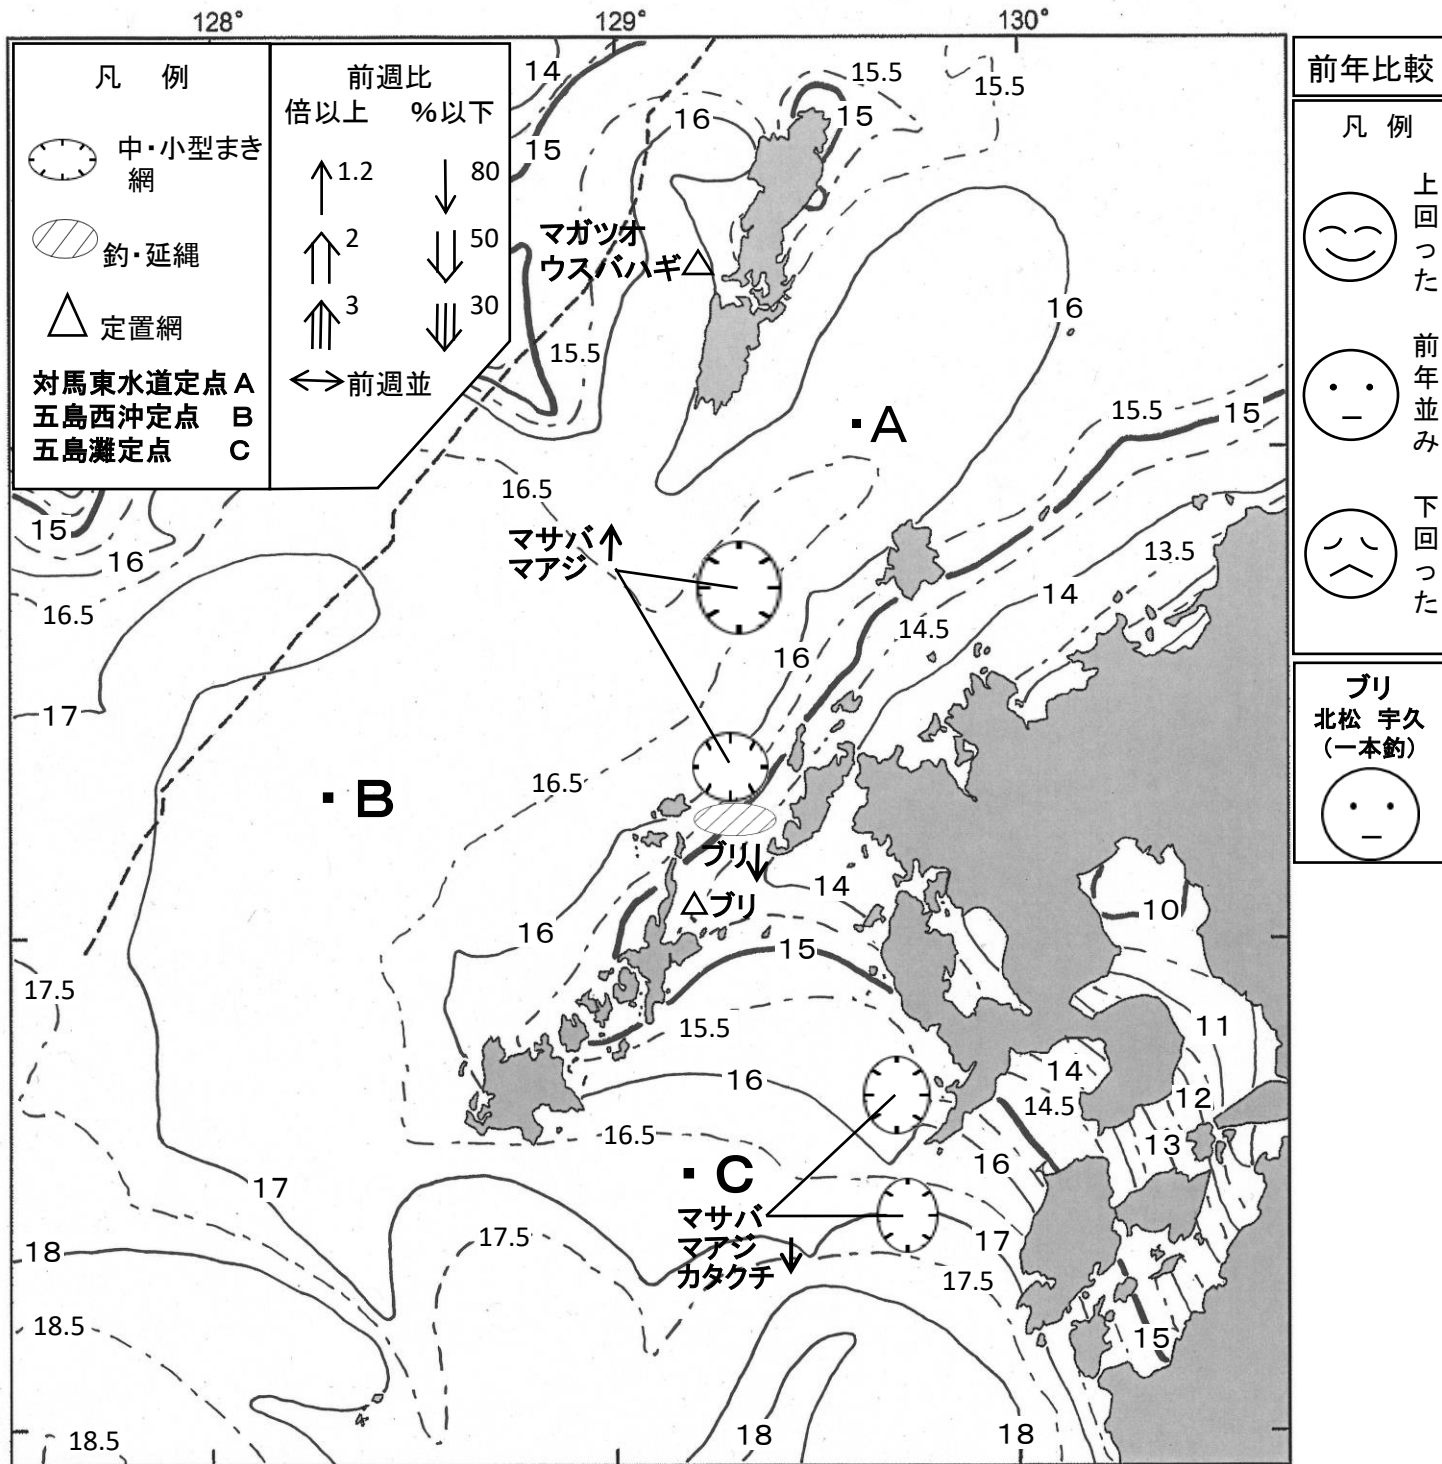 128°
129°
130°
凡 例
中・小型まき
網
釣・延縄
定置網
対馬東水道定点 A
五島西沖定点 B
五島灘定点 C
前週比
倍以上 %以下
1.2 80
2 50
3 30
前週並
前年比較
凡 例
上回った
前年並み
下回った
ブリ
北松 宇久
(一本釣)
14
15
16
15.5
15
15.5
マガツオ
ウスバハギ
15.5
16
A
15.5
15
16.5
15
16
16.5
マサバ
マアジ
13.5
14
14.5
16
17
16.5
B
ブリ
14
ブリ
10
16
15
17.5
15.5
11
16
14
14.5
12
16.5
13
16
C
17
マサバ
マアジ
カタクチ
17.5
17
18
17.5
18.5
15
18.5
18
18